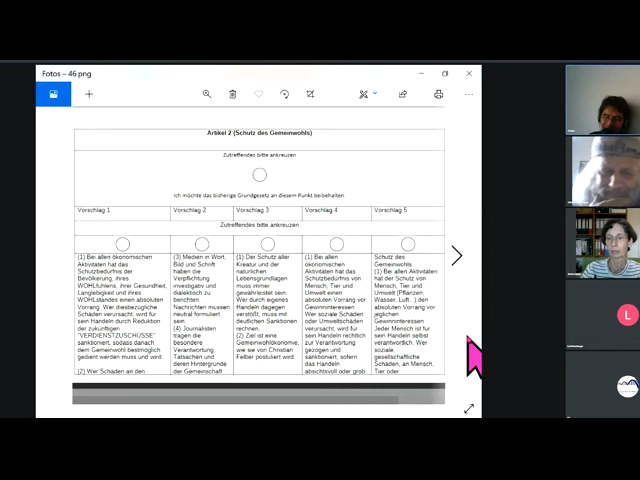 Fotos – 46.png
Artikel 2 (Schutz des Gemeinwohls)
Zutreffendes bitte ankreuzen
Ich möchte das bisherige Grundgesetz an diesem Punkt beibehalten.
Vorschlag 1
Vorschlag 2
Vorschlag 3
Vorschlag 4
Vorschlag 5
Zutreffendes bitte ankreuzen
(1) Bei allen ökonomischen
Aktivitäten hat das
Schutzbedürfnis der
Bevölkerung, ihres
WOHLfühlens, ihrer Gesundheit,
Langlebigkeit und ihres
WOHLstandes einen absoluten
Vorrang. Wer diesbezügliche
Schäden verursacht, wird für
sein Handeln durch Reduktion
der zukünftigen
"VERDIENSTZUSCHÜSSE"
sanktioniert, sodass danach
dem Gemeinwohl bestmöglich
gedient werden muss und wird.
(2) Wer Schäden an den
(3) Medien in Wort,
Bild und Schrift
haben die
Verpflichtung
investigativ und
dialektisch zu
berichten.
Nachrichten müssen
neutral formuliert
sein.
(4) Journalisten
tragen die
besondere
Verantwortung,
Tatsachen und
deren Hintergründe
der Gemeinschaft
(1) Der Schutz aller
Kreatur und der
natürlichen
Lebensgrundlagen
muss immer
gewährleistet sein
Wer durch eigenes
Handeln dagegen
verstößt, muss mit
deutlichen Sanktionen
rechnen.
(2) Ziel ist eine
Gemeinwohlökonomie,
wie sie von Christian
Felber postuliert wird.
(1) Bei allen
ökonomischen
Aktivitäten hat das
Schutzbedürfnis von
Mensch, Tier und
Umwelt einen
absoluten Vorrang vor
Gewinninteressen
Wer soziale Schäden
oder Umweltschäden
verursacht, wird für
sein Handeln rechtlich
zur Verantwortung
gezogen und
sanktioniert, sofern
das Handeln
absichtsvoll oder grob
Schutz des
Gemeinwohls
(1) Bei allen Aktivitäten
hat der Schutz von
Mensch, Tier und
Umwelt (Pflanzen,
Wasser, Luft...) den
absoluten Vorrang vor
jeglichen
Gewinninteressen
Jeder Mensch ist für
sein Handeln selbst
verantwortlich. Wer
soziale,
gesellschaftliche
Schäden, an Mensch,
Tier oder
L